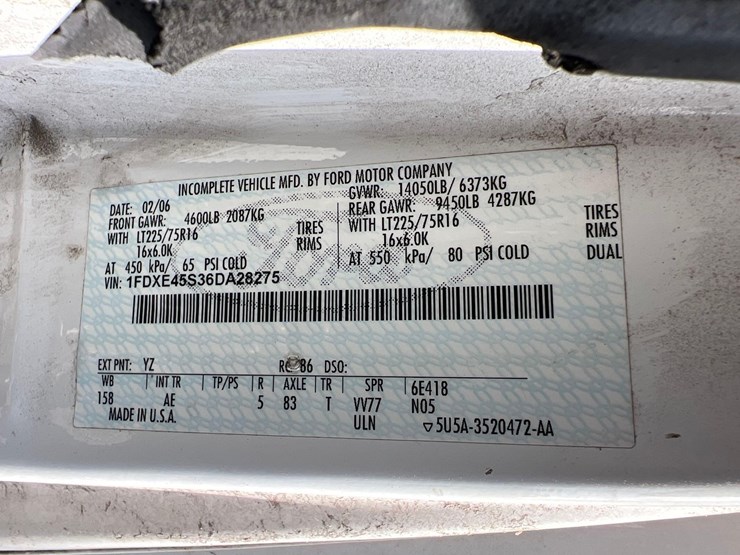 INCOMPLETE VEHICLE MFD. BY FORD MOTOR COMPANY
DATE: 02/06 GVWR: 14050LB/ 6373KG
FRONT GAWR: 4600LB 2087KG REAR GAWR: 9450LB 4287KG
WITH LT225/75R16 TIRES WITH LT225/75R16 TIRES
16x6.0K RIMS 16x6.0K RIMS
AT 450 kPa/ 65 PSI COLD AT 550 kPa/ 80 PSI COLD DUAL
VIN: 1FDXE45S36DA28275
Ford
EXT PNT: YZ 86 DSO:
WB INT TR TP/PS R AXLE TR SPR 6E418
158 AE 5 83 T VV77 N05
MADE IN U.S.A. ULN ▽5U5A-3520472-AA